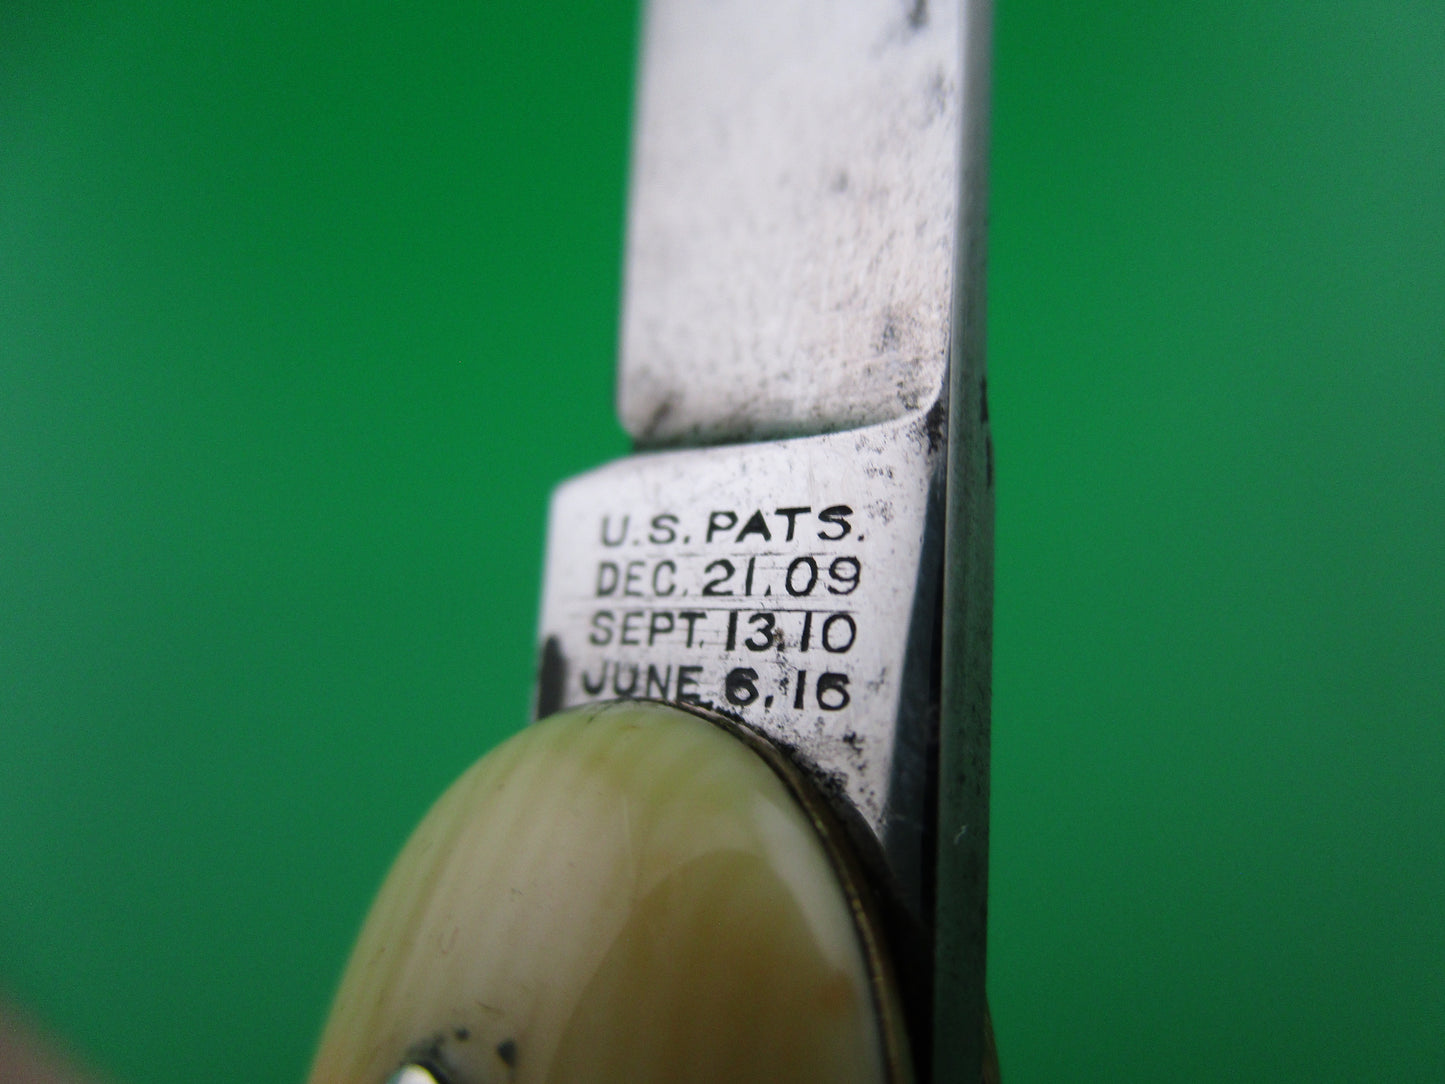 U.S. PATS.
DEC. 21.09
SEPT. 13.10
JUNE 6.16